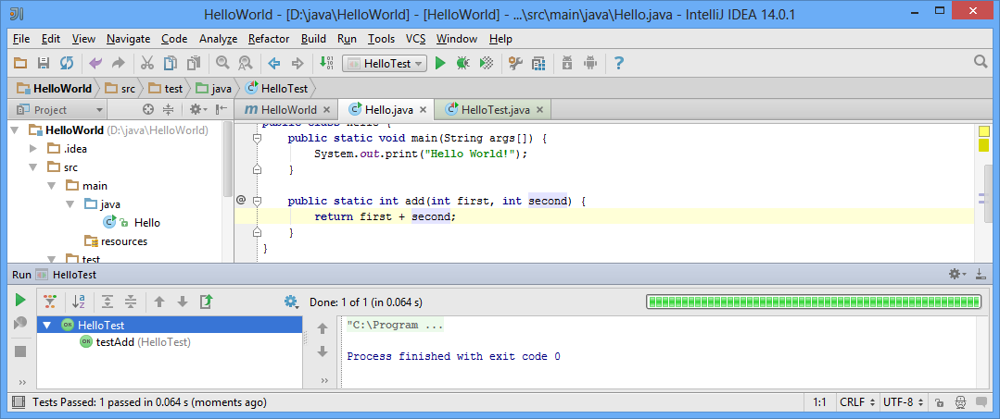 HelloWorld - [D:\java\HelloWorld] - [HelloWorld] - ...\src\main\java\Hello.java - IntelliJ IDEA 14.0.1
File Edit View Navigate Code Analyze Refactor Build Run Tools VCS Window Help
HelloTest
HelloWorld src test java HelloTest
Project HelloWorld Hello.java HelloTest.java
HelloWorld (D:\java\HelloWorld)
.idea
src
main
java
Hello
resources
test
public class Hello {
public static void main(String args[]) {
System.out.print("Hello World!");
}
@ public static int add(int first, int second) {
return first + second;
}
}
Run HelloTest
Done: 1 of 1 (in 0.064 s)
HelloTest
testAdd (HelloTest)
"C:\Program ...
Process finished with exit code 0
Tests Passed: 1 passed in 0.064 s (moments ago) 1:1 CRLF UTF-8